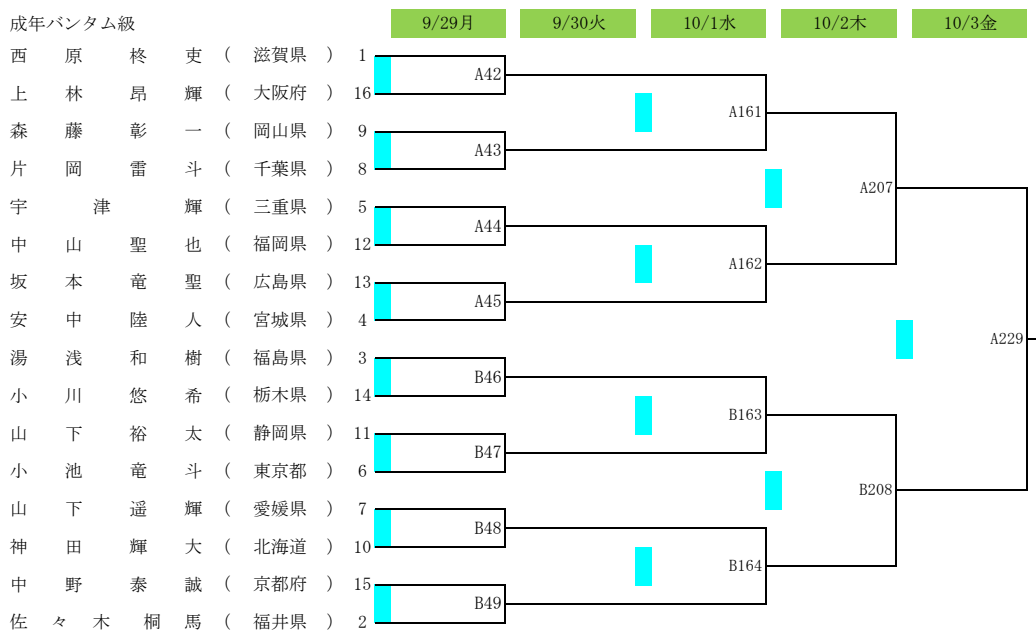 成年バンタム級 9/29月 9/30火 10/1水 10/2木 10/3金
西原柊吏 ( 滋賀県 ) 1
A42
上林昂輝 ( 大阪府 ) 16
A161
森藤彰一 ( 岡山県 ) 9
A43
片岡雷斗 ( 千葉県 ) 8
A207
宇津輝 ( 三重県 ) 5
A44
中山聖也 ( 福岡県 ) 12
A162
坂本竜聖 ( 広島県 ) 13
A45
安中陸人 ( 宮城県 ) 4
A229
湯浅和樹 ( 福島県 ) 3
B46
小川悠希 ( 栃木県 ) 14
B163
山下裕太 ( 静岡県 ) 11
B47
小池竜斗 ( 東京都 ) 6
B208
山下遥輝 ( 愛媛県 ) 7
B48
神田輝大 ( 北海道 ) 10
B164
中野泰誠 ( 京都府 ) 15
B49
佐々木桐馬 ( 福井県 ) 2